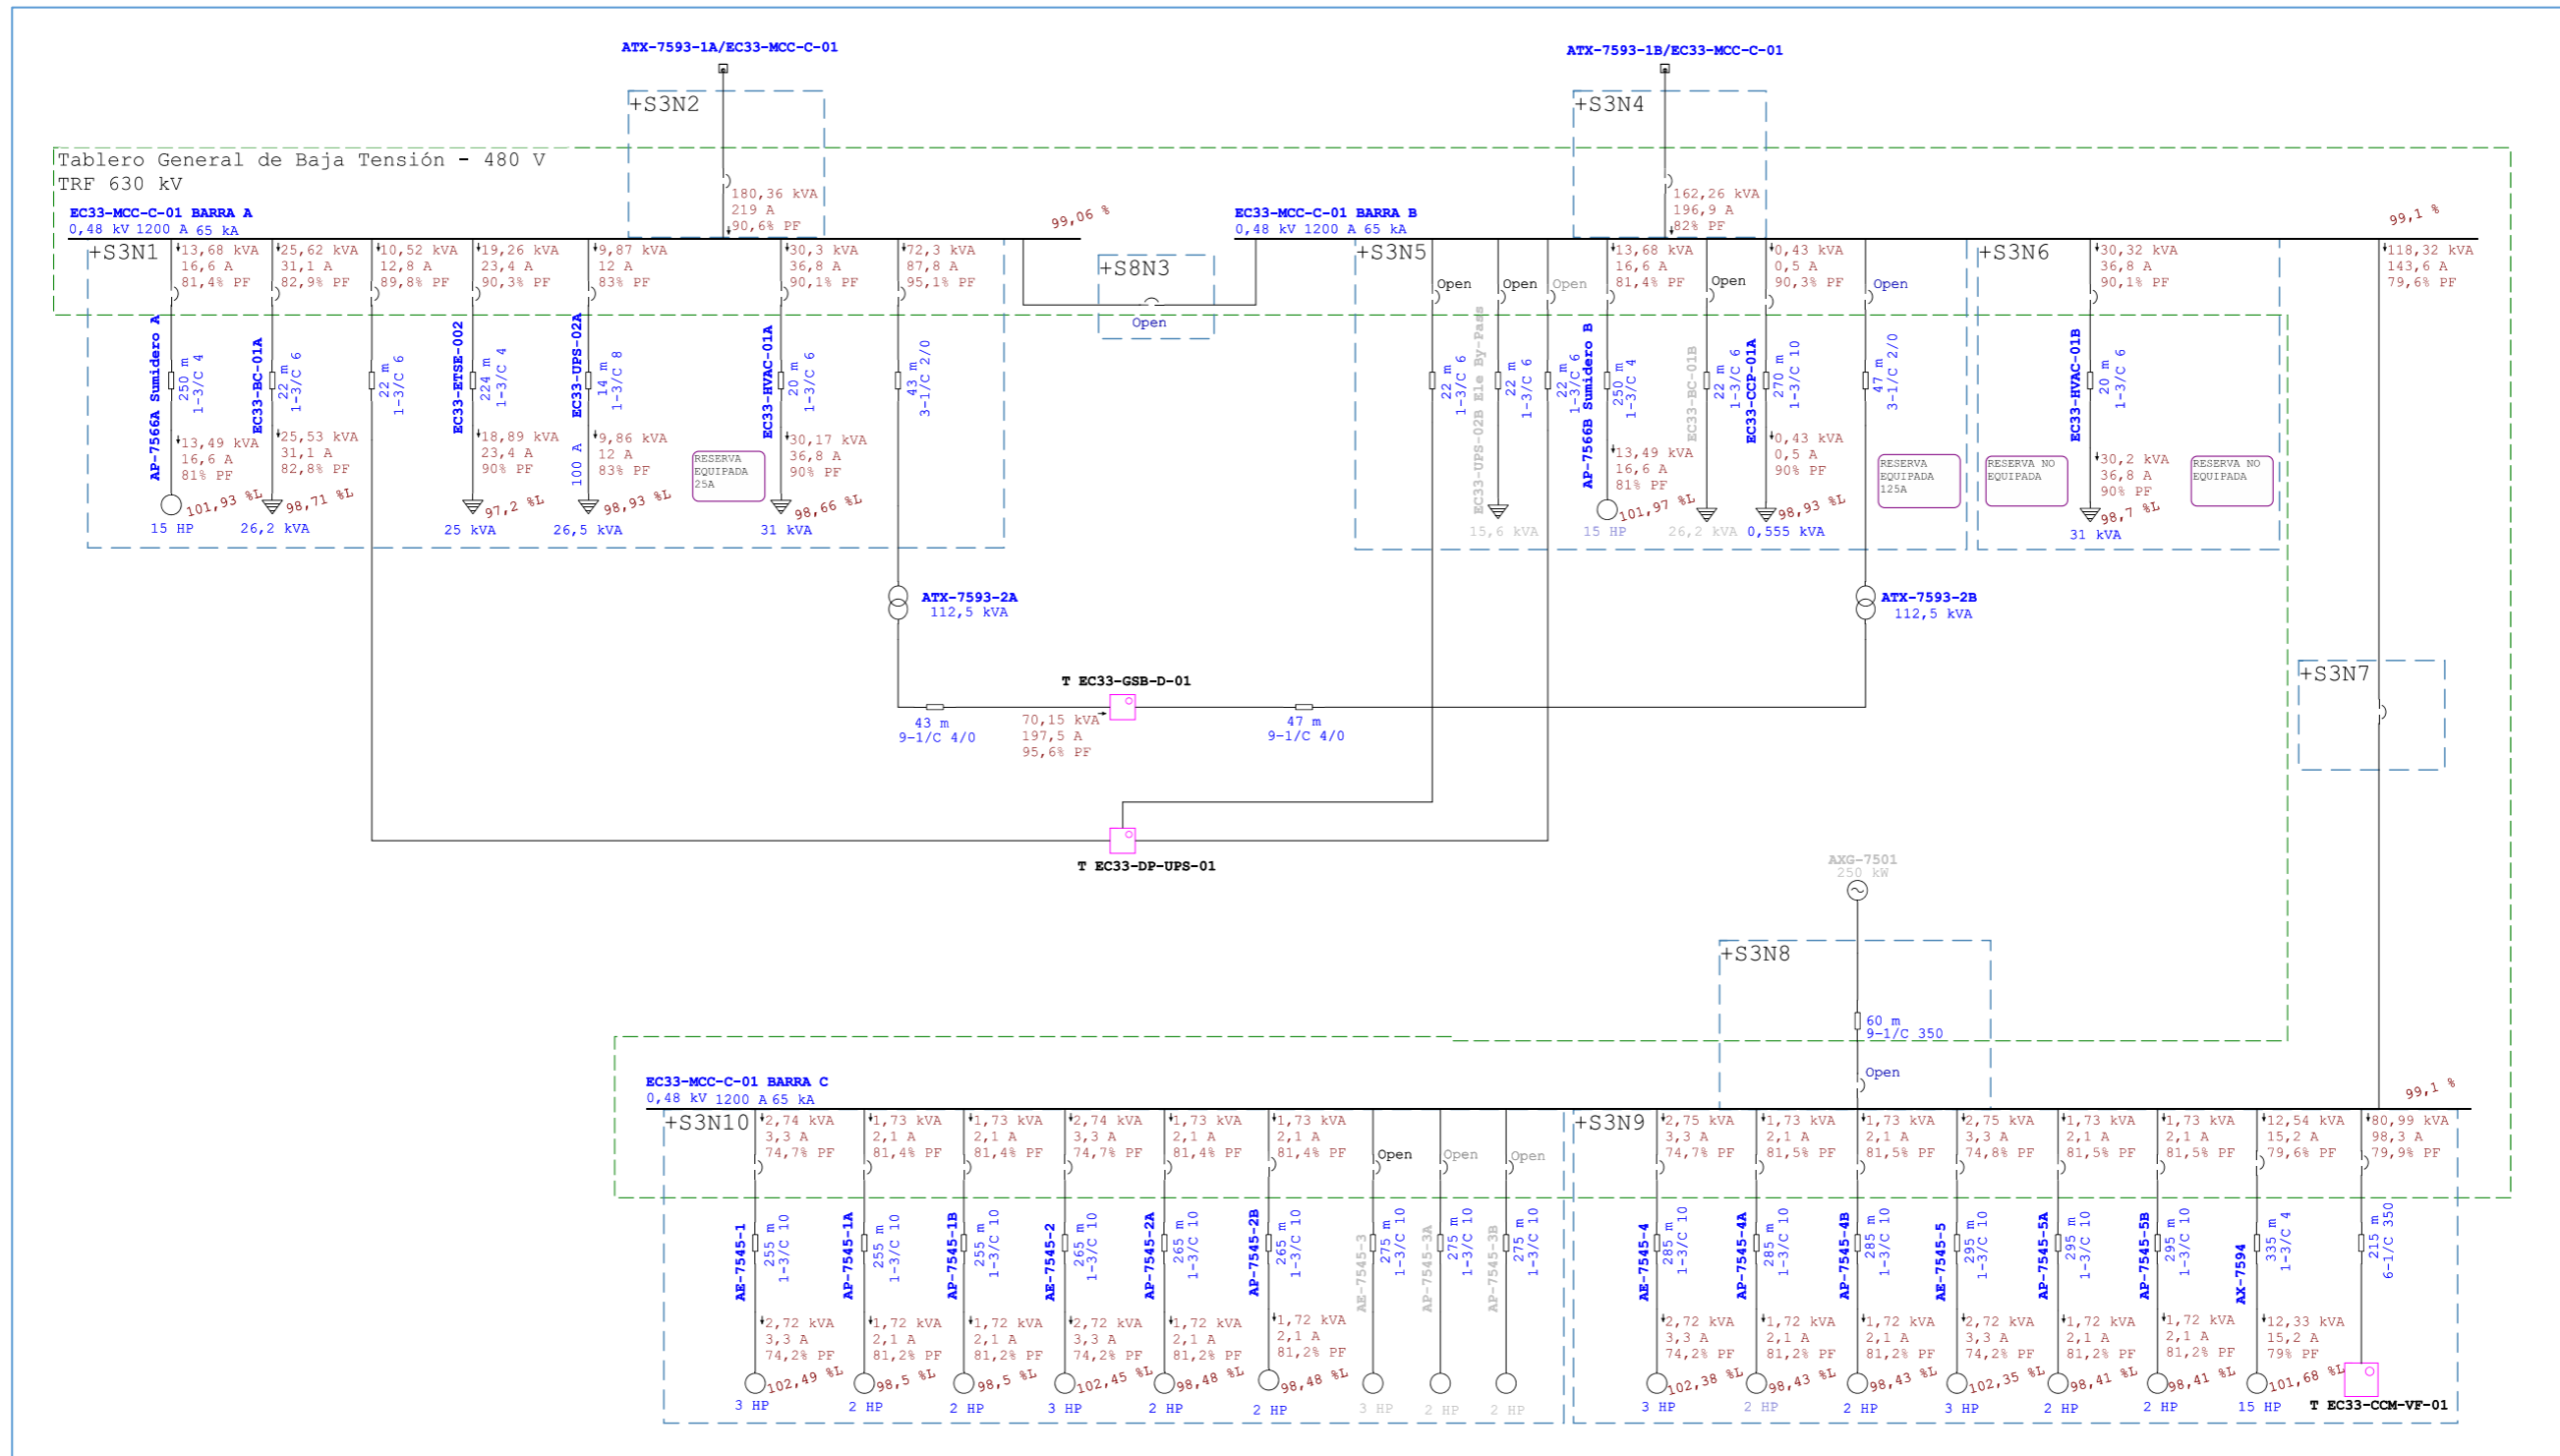 ATX-7593-1A/EC33-MCC-C-01
ATX-7593-1B/EC33-MCC-C-01
+S3N2
+S3N4
Tablero General de Baja Tensión - 480 V
TRF 630 kV
180,36 kVA
219 A
90,6% PF
162,26 kVA
196,9 A
82% PF
EC33-MCC-C-01 BARRA A
0,48 kV 1200 A 65 kA
99,06 %
EC33-MCC-C-01 BARRA B
0,48 kV 1200 A 65 kA
99,1 %
+S3N1
13,68 kVA
16,6 A
81,4% PF
25,62 kVA
31,1 A
82,9% PF
10,52 kVA
12,8 A
89,8% PF
19,26 kVA
23,4 A
90,3% PF
9,87 kVA
12 A
83% PF
30,3 kVA
36,8 A
90,1% PF
72,3 kVA
87,8 A
95,1% PF
+S8N3
Open
+S3N5
Open
Open
Open
13,68 kVA
16,6 A
81,4% PF
Open
0,43 kVA
0,5 A
90,3% PF
Open
+S3N6
30,32 kVA
36,8 A
90,1% PF
118,32 kVA
143,6 A
79,6% PF
AP-7566A Sumidero A
250 m
1-3/C 4
EC33-BC-01A
22 m
1-3/C 6
22 m
1-3/C 6
EC33-ETSE-002
224 m
1-3/C 4
100 A EC33-UPS-02A
14 m
1-3/C 8
EC33-HVAC-01A
20 m
1-3/C 6
43 m
3-1/C 2/0
22 m
1-3/C 6
EC33-UPS-02B Ele By-Pass
22 m
1-3/C 6
22 m
1-3/C 6
AP-7566B Sumidero B
250 m
1-3/C 4
EC33-BC-01B
22 m
1-3/C 6
EC33-CCP-01A
270 m
1-3/C 10
47 m
3-1/C 2/0
EC33-HVAC-01B
20 m
1-3/C 6
13,49 kVA
16,6 A
81% PF
101,93 %L
15 HP
25,53 kVA
31,1 A
82,8% PF
98,71 %L
26,2 kVA
18,89 kVA
23,4 A
90% PF
97,2 %L
25 kVA
9,86 kVA
12 A
83% PF
98,93 %L
26,5 kVA
RESERVA
EQUIPADA
25A
30,17 kVA
36,8 A
90% PF
98,66 %L
31 kVA
15,6 kVA
13,49 kVA
16,6 A
81% PF
101,97 %L
15 HP
26,2 kVA
0,43 kVA
0,5 A
90% PF
98,93 %L
0,555 kVA
RESERVA
EQUIPADA
125A
RESERVA NO
EQUIPADA
30,2 kVA
36,8 A
90% PF
98,7 %L
31 kVA
RESERVA NO
EQUIPADA
ATX-7593-2A
112,5 kVA
ATX-7593-2B
112,5 kVA
+S3N7
T EC33-GSB-D-01
43 m
9-1/C 4/0
70,15 kVA
197,5 A
95,6% PF
47 m
9-1/C 4/0
T EC33-DP-UPS-01
AXG-7501
250 kW
+S3N8
60 m
9-1/C 350
Open
EC33-MCC-C-01 BARRA C
0,48 kV 1200 A 65 kA
99,1 %
+S3N10
2,74 kVA
3,3 A
74,7% PF
1,73 kVA
2,1 A
81,4% PF
1,73 kVA
2,1 A
81,4% PF
2,74 kVA
3,3 A
74,7% PF
1,73 kVA
2,1 A
81,4% PF
1,73 kVA
2,1 A
81,4% PF
Open
Open
Open
+S3N9
2,75 kVA
3,3 A
74,7% PF
1,73 kVA
2,1 A
81,5% PF
1,73 kVA
2,1 A
81,5% PF
2,75 kVA
3,3 A
74,8% PF
1,73 kVA
2,1 A
81,5% PF
1,73 kVA
2,1 A
81,5% PF
12,54 kVA
15,2 A
79,6% PF
80,99 kVA
98,3 A
79,9% PF
AE-7545-1
255 m
1-3/C 10
AP-7545-1A
255 m
1-3/C 10
AP-7545-1B
255 m
1-3/C 10
AE-7545-2
265 m
1-3/C 10
AP-7545-2A
265 m
1-3/C 10
AP-7545-2B
265 m
1-3/C 10
AE-7545-3
275 m
1-3/C 10
AP-7545-3A
275 m
1-3/C 10
AP-7545-3B
275 m
1-3/C 10
AE-7545-4
285 m
1-3/C 10
AP-7545-4A
285 m
1-3/C 10
AP-7545-4B
285 m
1-3/C 10
AE-7545-5
295 m
1-3/C 10
AP-7545-5A
295 m
1-3/C 10
AP-7545-5B
295 m
1-3/C 10
AX-7594
335 m
1-3/C 4
215 m
6-1/C 350
2,72 kVA
3,3 A
74,2% PF
102,49 %L
3 HP
1,72 kVA
2,1 A
81,2% PF
98,5 %L
2 HP
1,72 kVA
2,1 A
81,2% PF
98,5 %L
2 HP
2,72 kVA
3,3 A
74,2% PF
102,45 %L
3 HP
1,72 kVA
2,1 A
81,2% PF
98,48 %L
2 HP
1,72 kVA
2,1 A
81,2% PF
98,48 %L
2 HP
3 HP
2 HP
2 HP
2,72 kVA
3,3 A
74,2% PF
102,38 %L
3 HP
1,72 kVA
2,1 A
81,2% PF
98,43 %L
2 HP
1,72 kVA
2,1 A
81,2% PF
98,43 %L
2 HP
2,72 kVA
3,3 A
74,2% PF
102,35 %L
3 HP
1,72 kVA
2,1 A
81,2% PF
98,41 %L
2 HP
1,72 kVA
2,1 A
81,2% PF
98,41 %L
2 HP
12,33 kVA
15,2 A
79% PF
101,68 %L
15 HP
T EC33-CCM-VF-01